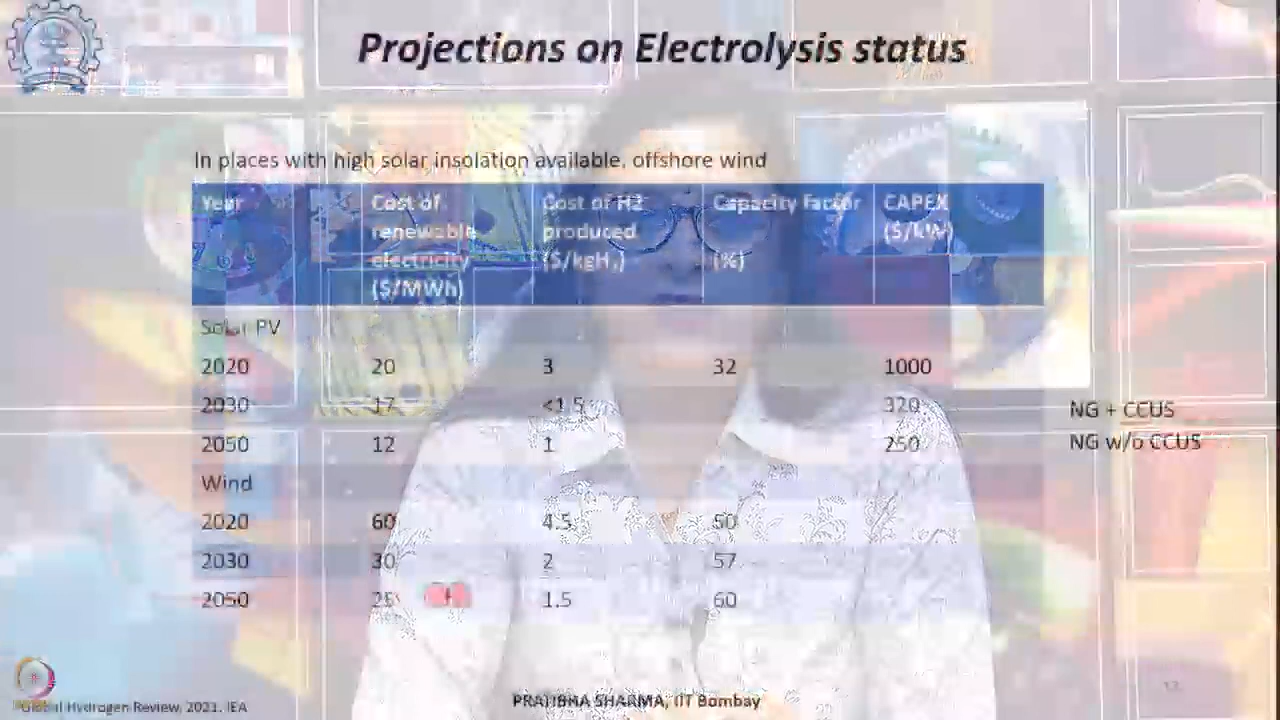 Projections on Electrolysis status
In places with high solar insolation available, offshore wind
Year Cost of renewable electricity ($/MWh) Cost of H2 produced ($/kgH2) Capacity Factor (%) CAPEX ($/kW)
Solar PV
2020 20 3 32 1000
2030 17 <1.5 320
2050 12 1 250
NG + CCUS
NG w/o CCUS
Wind
2020 60 4.5 50
2030 30 2 57
2050 25 1.5 60
Global Hydrogen Review, 2021, IEA
PRATIBHA SHARMA, IIT Bombay